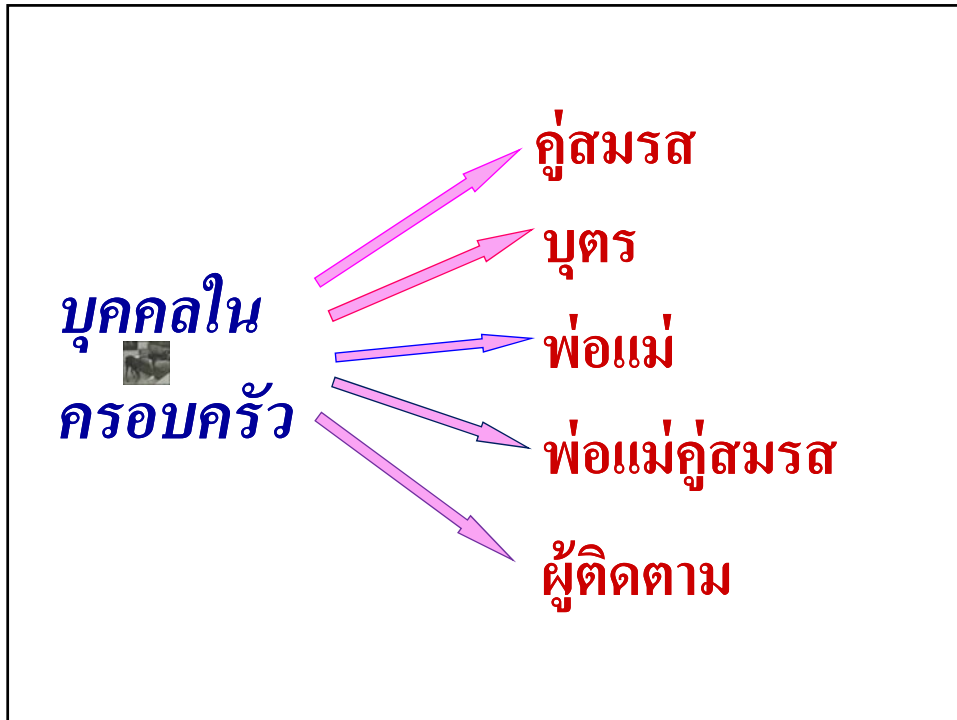 บุคคลใน
ครอบครัว
คู่สมรส
บุตร
พ่อแม่
พ่อแม่คู่สมรส
ผู้ติดตาม